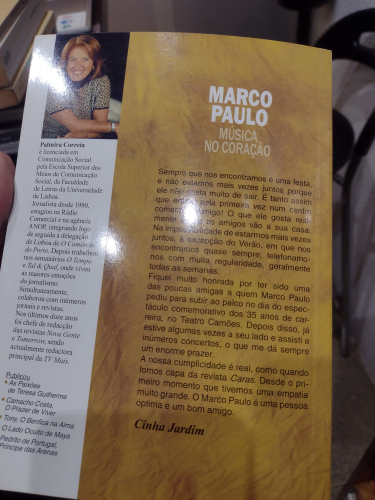 Palmira Correia
é licenciada em
Comunicação Social
pela Escola Superior dos
Meios de Comunicação
Social, da Faculdade
de Letras da Universidade
de Lisboa.
Jornalista desde 1980,
estagiou na Rádio
Comercial e na agência
ANOP, integrando logo
de seguida a delegação
de Lisboa de O Comércio
do Porto. Depois trabalhou
nos semanários O Tempo
e Tal & Qual, onde viveu
as maiores emoções
do jornalismo.
Simultaneamente,
colaborou com inúmeros
jornais e revistas.
Nos últimos doze anos
foi chefe de redacção
das revistas Nova Gente
e Tomorrow, sendo
actualmente redactora
principal da TV Mais.
Publicou
• As Paixões
de Teresa Guilherme
• Camacho Costa,
O Prazer de Viver
• Tony, O Benfica na Alma
O Lado Oculto de Maya
Pedrito de Portugal,
Príncipe das Arenas
MARCO
PAULO
MÚSICA
NO CORAÇÃO
Sempre que nos encontramos é uma festa,
e não estamos mais vezes juntos porque
ele não gosta muito de sair. É tanto assim
que pela primeira vez num centro
comercial
O que ele gosta
os amigos vão a sua casa.
Na impossibilidade de estarmos mais vezes
juntos, à excepção do Verão, em que nos
encontramos quase sempre, telefonamo-
nos com muita regularidade, geralmente
todas as semanas.
Fiquei muito honrada por ter sido uma
das poucas amigas a quem Marco Paulo
pediu para subir ao palco no dia do espec-
táculo comemorativo dos 35 anos de car-
reira, no Teatro Camões. Depois disso, já
estive algumas vezes a seu lado e assisti a
inúmeros concertos, o que me dá sempre
um enorme prazer.
A nossa cumplicidade é real, como quando
fomos capa da revista Caras. Desde o pri-
meiro momento que tivemos uma empatia
muito grande. O Marco Paulo é uma pessoa
óptima e um bom amigo.
Cinha Jardim